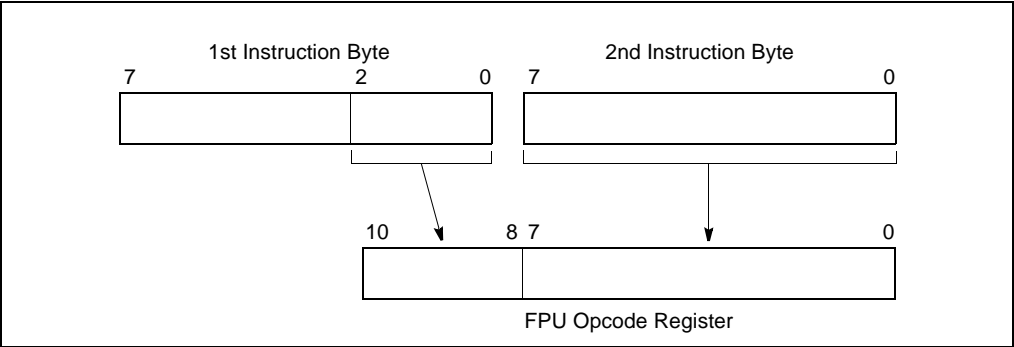 1st Instruction Byte 2nd Instruction Byte
7 2 0 7 0
10 8 7 0
FPU Opcode Register